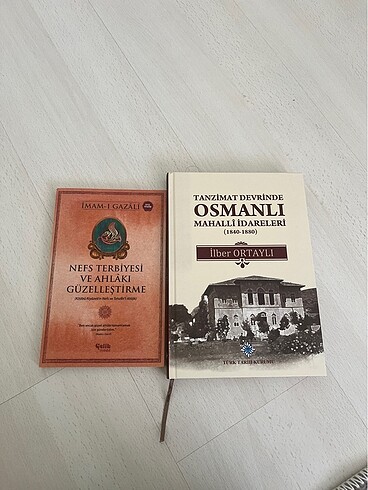 İMAM-I GAZÂLÎ
NEFS TERBİYESİ
VE AHLÂKI
GÜZELLEŞTİRME
TANZİMAT DEVRİNDE
OSMANLI
MAHALLÎ İDARELERİ
(1840-1880)
İlber ORTAYLI
TÜRK TARİH KURUMU